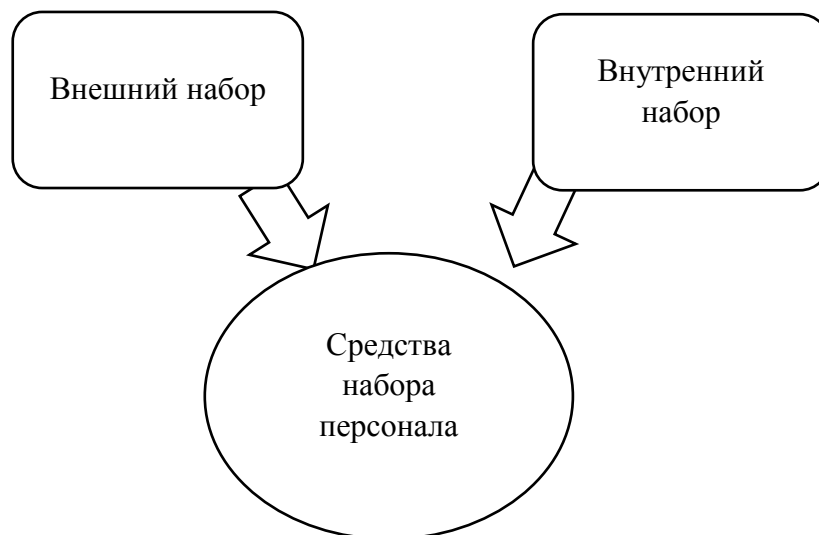 Внешний набор
Внутренний
набор
Средства
набора
персонала